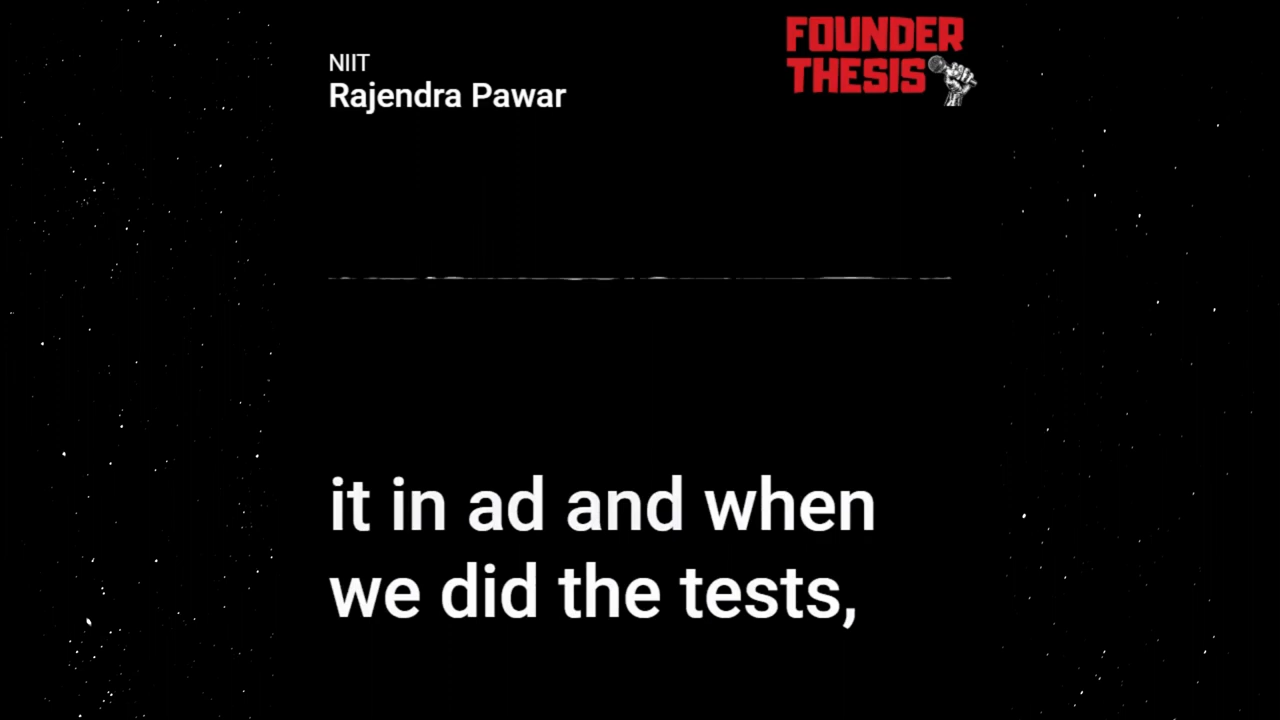 NIIT
Rajendra Pawar
FOUNDER
THESIS
it in ad and when
we did the tests,